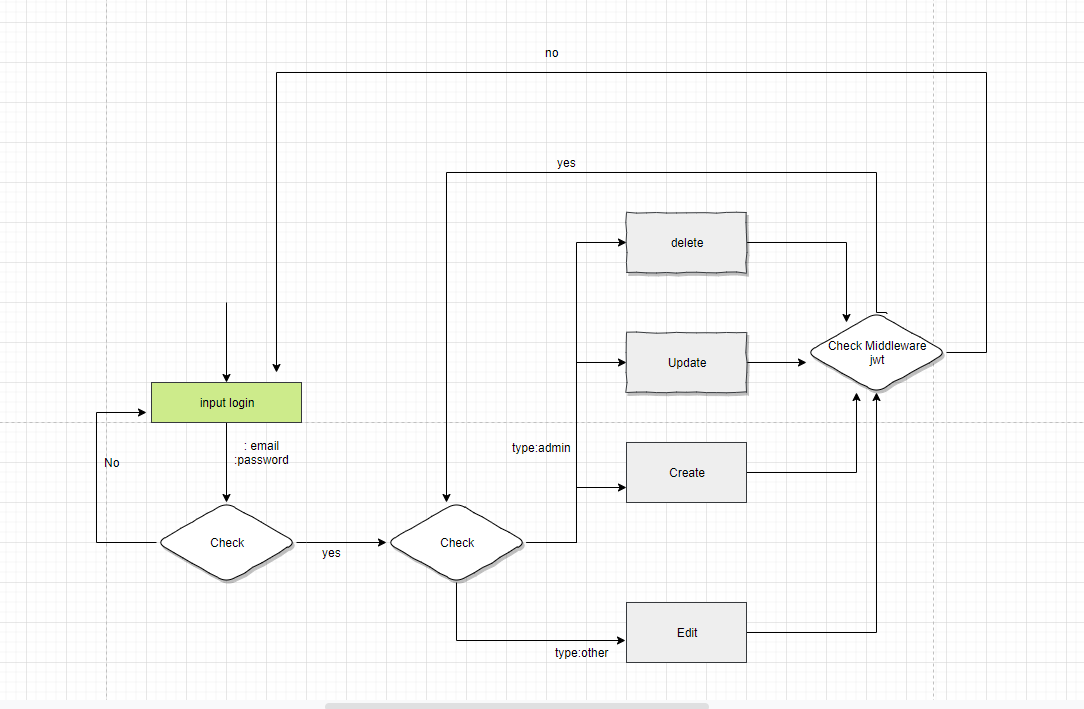 no
yes
delete
Check Middleware
jwt
Update
input login
: email
:password
type:admin
No
Create
Check
yes
Check
Edit
type:other